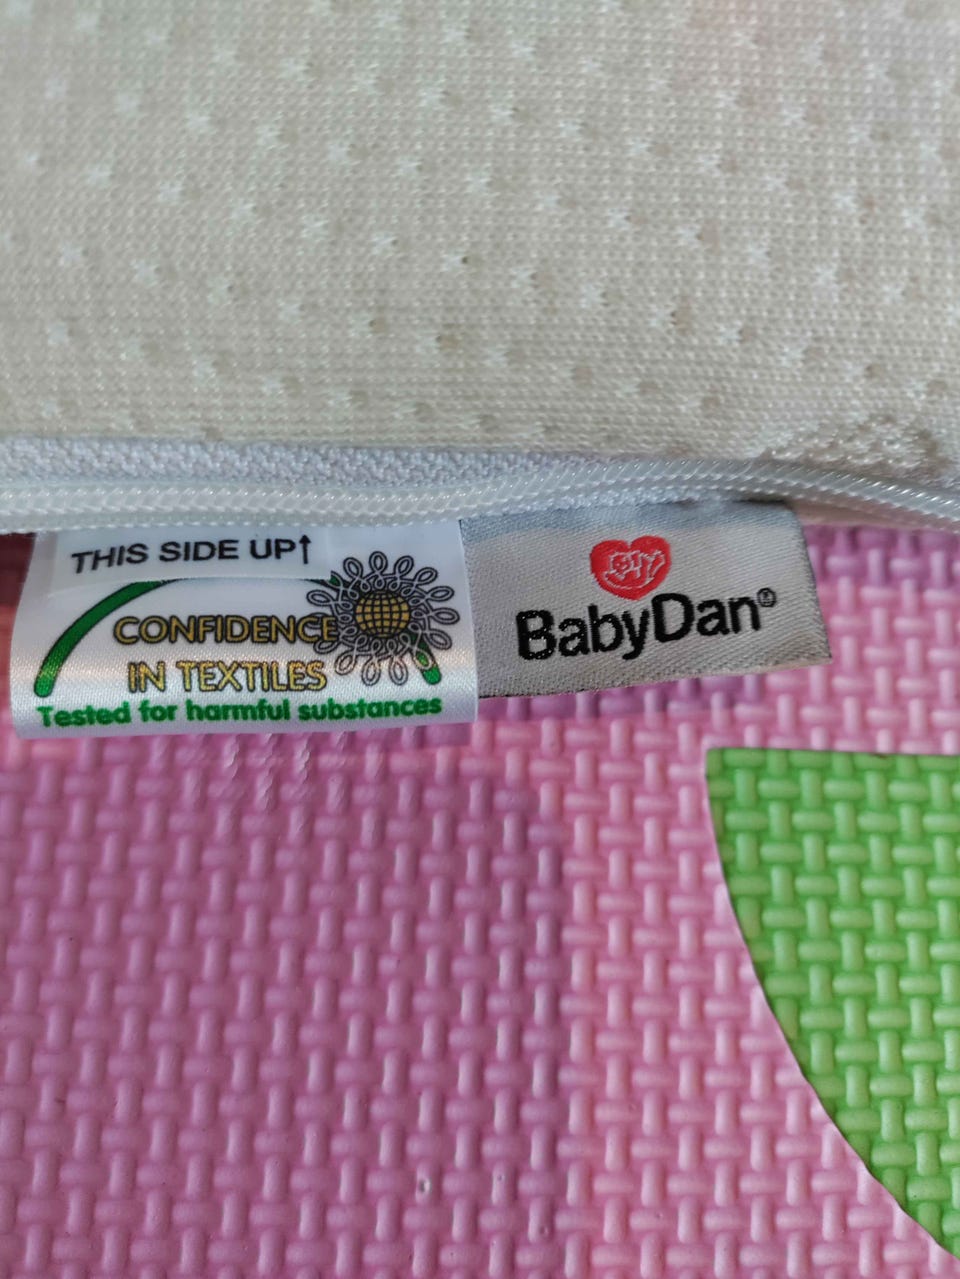 THIS SIDE UP↑
CONFIDENCE
IN TEXTILES
Tested for harmful substances
BabyDan®